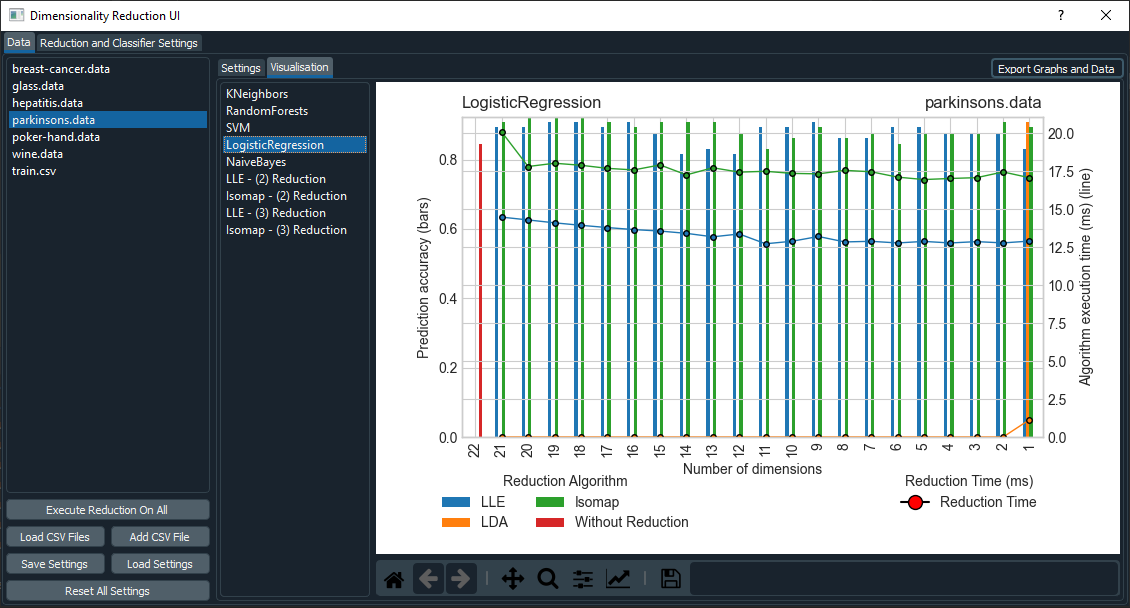 Dimensionality Reduction UI
?
Data
Reduction and Classifier Settings
breast-cancer.data
glass.data
hepatitis.data
parkinsons.data
poker-hand.data
wine.data
train.csv
Execute Reduction On All
Load CSV Files
Add CSV File
Save Settings
Load Settings
Reset All Settings
Settings
Visualisation
Export Graphs and Data
KNeighbors
RandomForests
SVM
LogisticRegression
NaiveBayes
LLE - (2) Reduction
Isomap - (2) Reduction
LLE - (3) Reduction
Isomap - (3) Reduction
LogisticRegression
parkinsons.data
Prediction accuracy (bars)
0.8
0.6
0.4
0.2
0.0
20.0
17.5
15.0
12.5
10.0
7.5
5.0
2.5
0.0
Algorithm execution time (ms) (line)
22 21 20 19 18 17 16 15 14 13 12 11 10 9 8 7 6 5 4 3 2 1
Number of dimensions
Reduction Algorithm
LLE
Isomap
LDA
Without Reduction
Reduction Time (ms)
Reduction Time